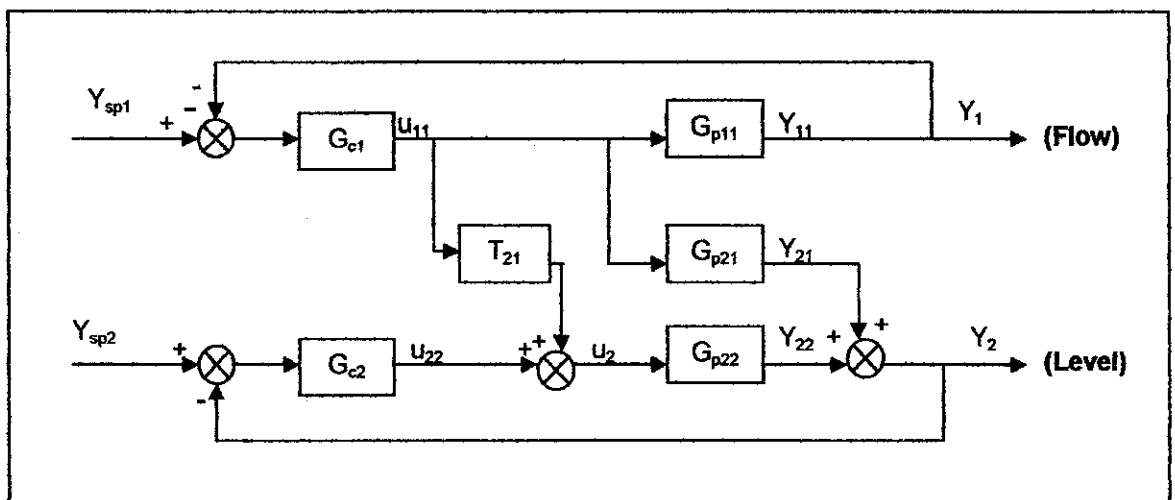 Y_sp1 + - - G_c1 u_11 G_p11 Y_11 Y_1 (Flow)
T_21 G_p21 Y_21
Y_sp2 + - G_c2 u_22 + + u_2 G_p22 Y_22 + + Y_2 (Level)